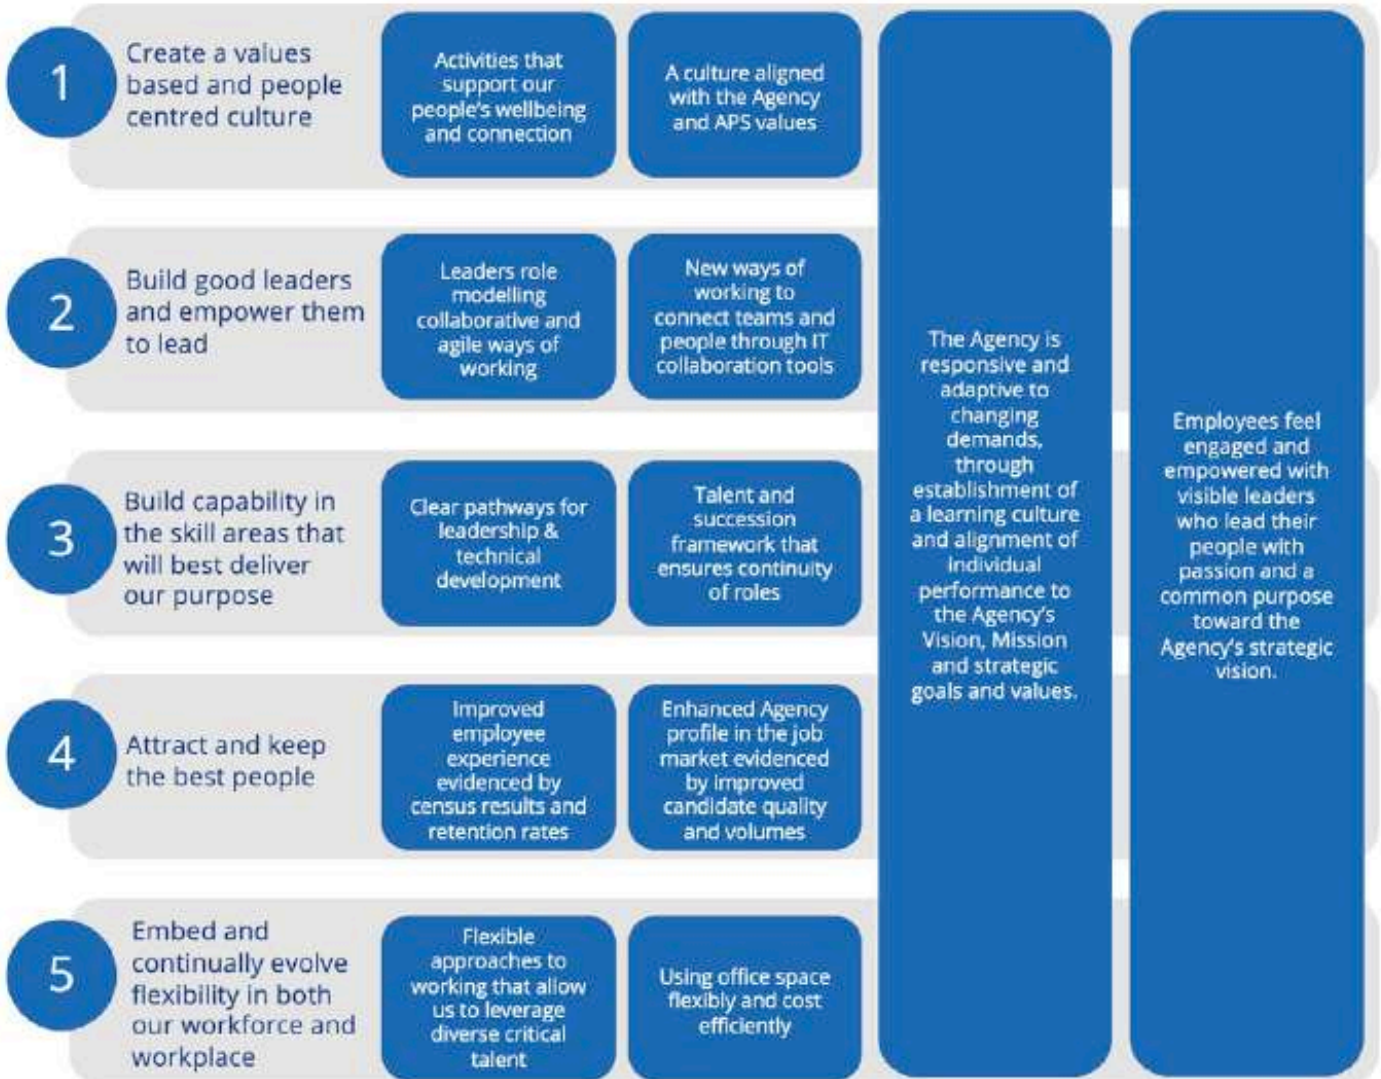 1
Create a values
based and people
centred culture
Activities that
support our
people's wellbeing
and connection
A culture aligned
with the Agency
and APS values
2
Build good leaders
and empower them
to lead
Leaders role
modelling
collaborative and
agile ways of
working
New ways of
working to
connect teams and
people through IT
collaboration tools
3
Build capability in
the skill areas that
will best deliver
our purpose
Clear pathways for
leadership &
technical
development
Talent and
succession
framework that
ensures continuity
of roles
4
Attract and keep
the best people
Improved
employee
experience
evidenced by
census results and
retention rates
Enhanced Agency
profile in the job
market evidenced
by improved
candidate quality
and volumes
5
Embed and
continually evolve
flexibility in both
our workforce and
workplace
Flexible
approaches to
working that allow
us to leverage
diverse critical
talent
Using office space
flexibly and cost
efficiently
The Agency is
responsive and
adaptive to
changing
demands,
through
establishment of
a learning culture
and alignment of
individual
performance to
the Agency's
Vision, Mission
and strategic
goals and values.
Employees feel
engaged and
empowered with
visible leaders
who lead their
people with
passion and a
common purpose
toward the
Agency's strategic
vision.